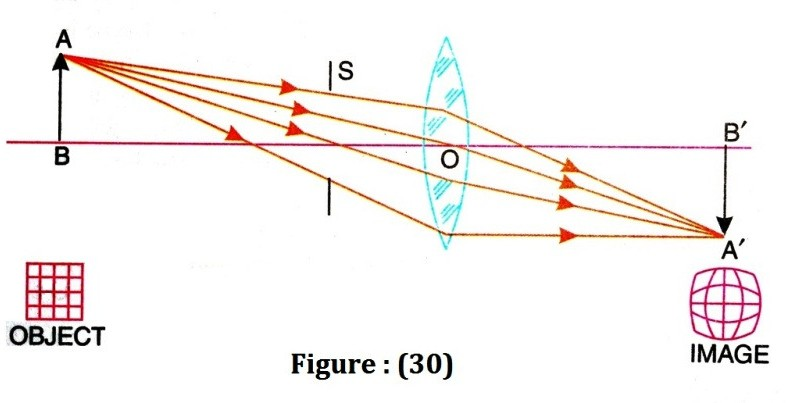 A
S
B
O
B′
A′
OBJECT
IMAGE
Figure : (30)